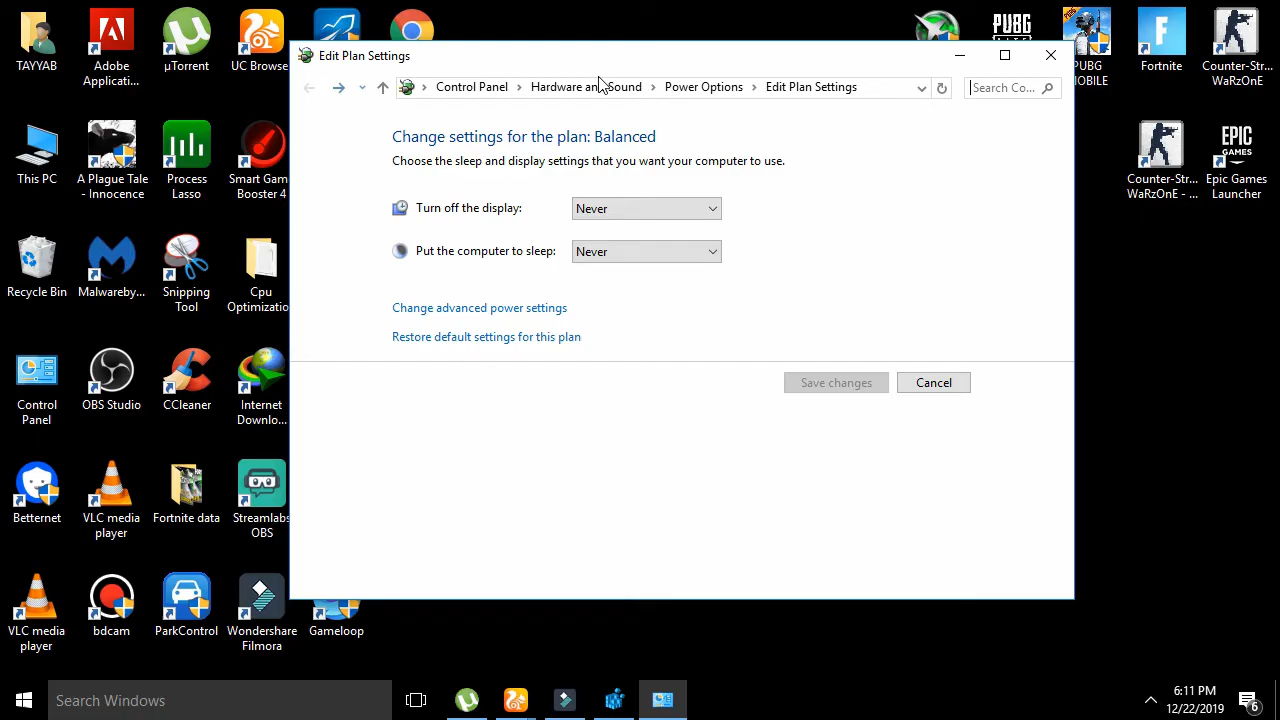 TAYYAB
Adobe
Applicati...
µTorrent
UC Browse
Edit Plan Settings
PUBG
PUBG
MOBILE
Fortnite
Counter-Str...
WaRzOnE
Control Panel
Hardware and Sound
Power Options
Edit Plan Settings
Search Co...
Change settings for the plan: Balanced
Choose the sleep and display settings that you want your computer to use.
Turn off the display:
Never
Put the computer to sleep:
Never
Change advanced power settings
Restore default settings for this plan
Save changes
Cancel
This PC
A Plague Tale
- Innocence
Process
Lasso
Smart Gam
Booster 4
Counter-Str...
WaRzOnE - ...
EPIC
GAMES
Epic Games
Launcher
Recycle Bin
Malwareby...
Snipping
Tool
Cpu
Optimizatio
Control
Panel
OBS Studio
CCleaner
Internet
Downlo...
Betternet
VLC media
player
Fortnite data
Streamlabs
OBS
VLC media
player
bdcam
ParkControl
Wondershare
Filmora
Gameloop
Search Windows
6:11 PM
12/22/2019
6